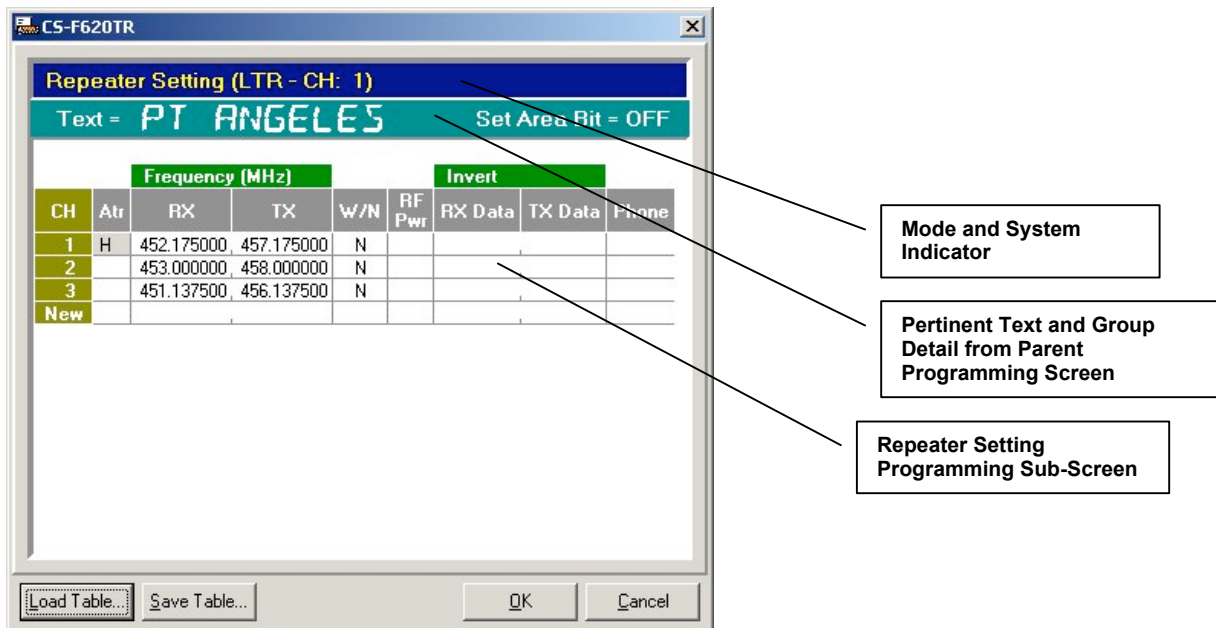 CS-F620TR
Repeater Setting (LTR - CH: 1)
Text = PT ANGELES Set Area Bit = OFF
Frequency (MHz) Invert
CH Atr RX TX W/N RF Pwr RX Data TX Data Phone
1 H 452.175000 457.175000 N
2 453.000000 458.000000 N
3 451.137500 456.137500 N
New
Load Table... Save Table... OK Cancel
Mode and System
Indicator
Pertinent Text and Group
Detail from Parent
Programming Screen
Repeater Setting
Programming Sub-Screen